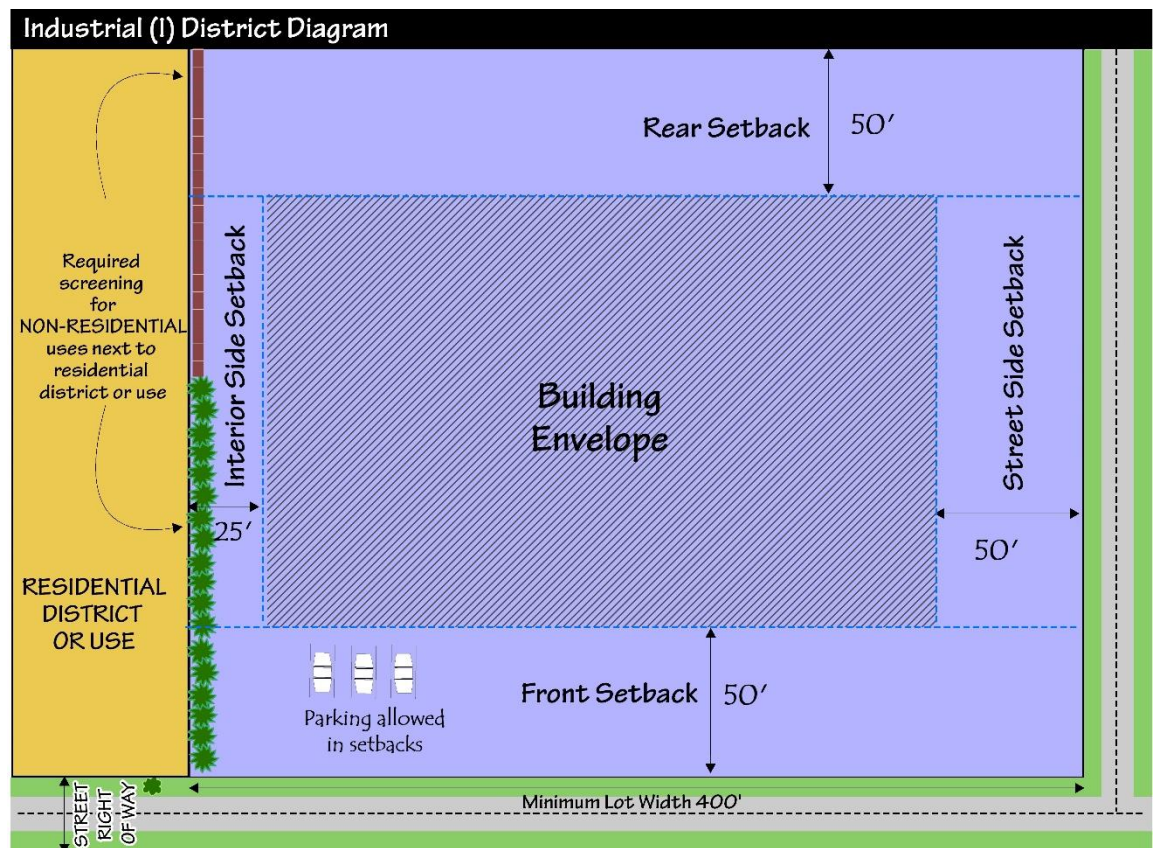 Industrial (I) District Diagram
Rear Setback
50'
Required
screening
for
NON-RESIDENTIAL
uses next to
residential
district or use
Interior Side Setback
25'
Building
Envelope
Street Side Setback
50'
RESIDENTIAL
DISTRICT
OR USE
Parking allowed
in setbacks
Front Setback
50'
STREET
RIGHT
OF WAY
Minimum Lot Width 400'